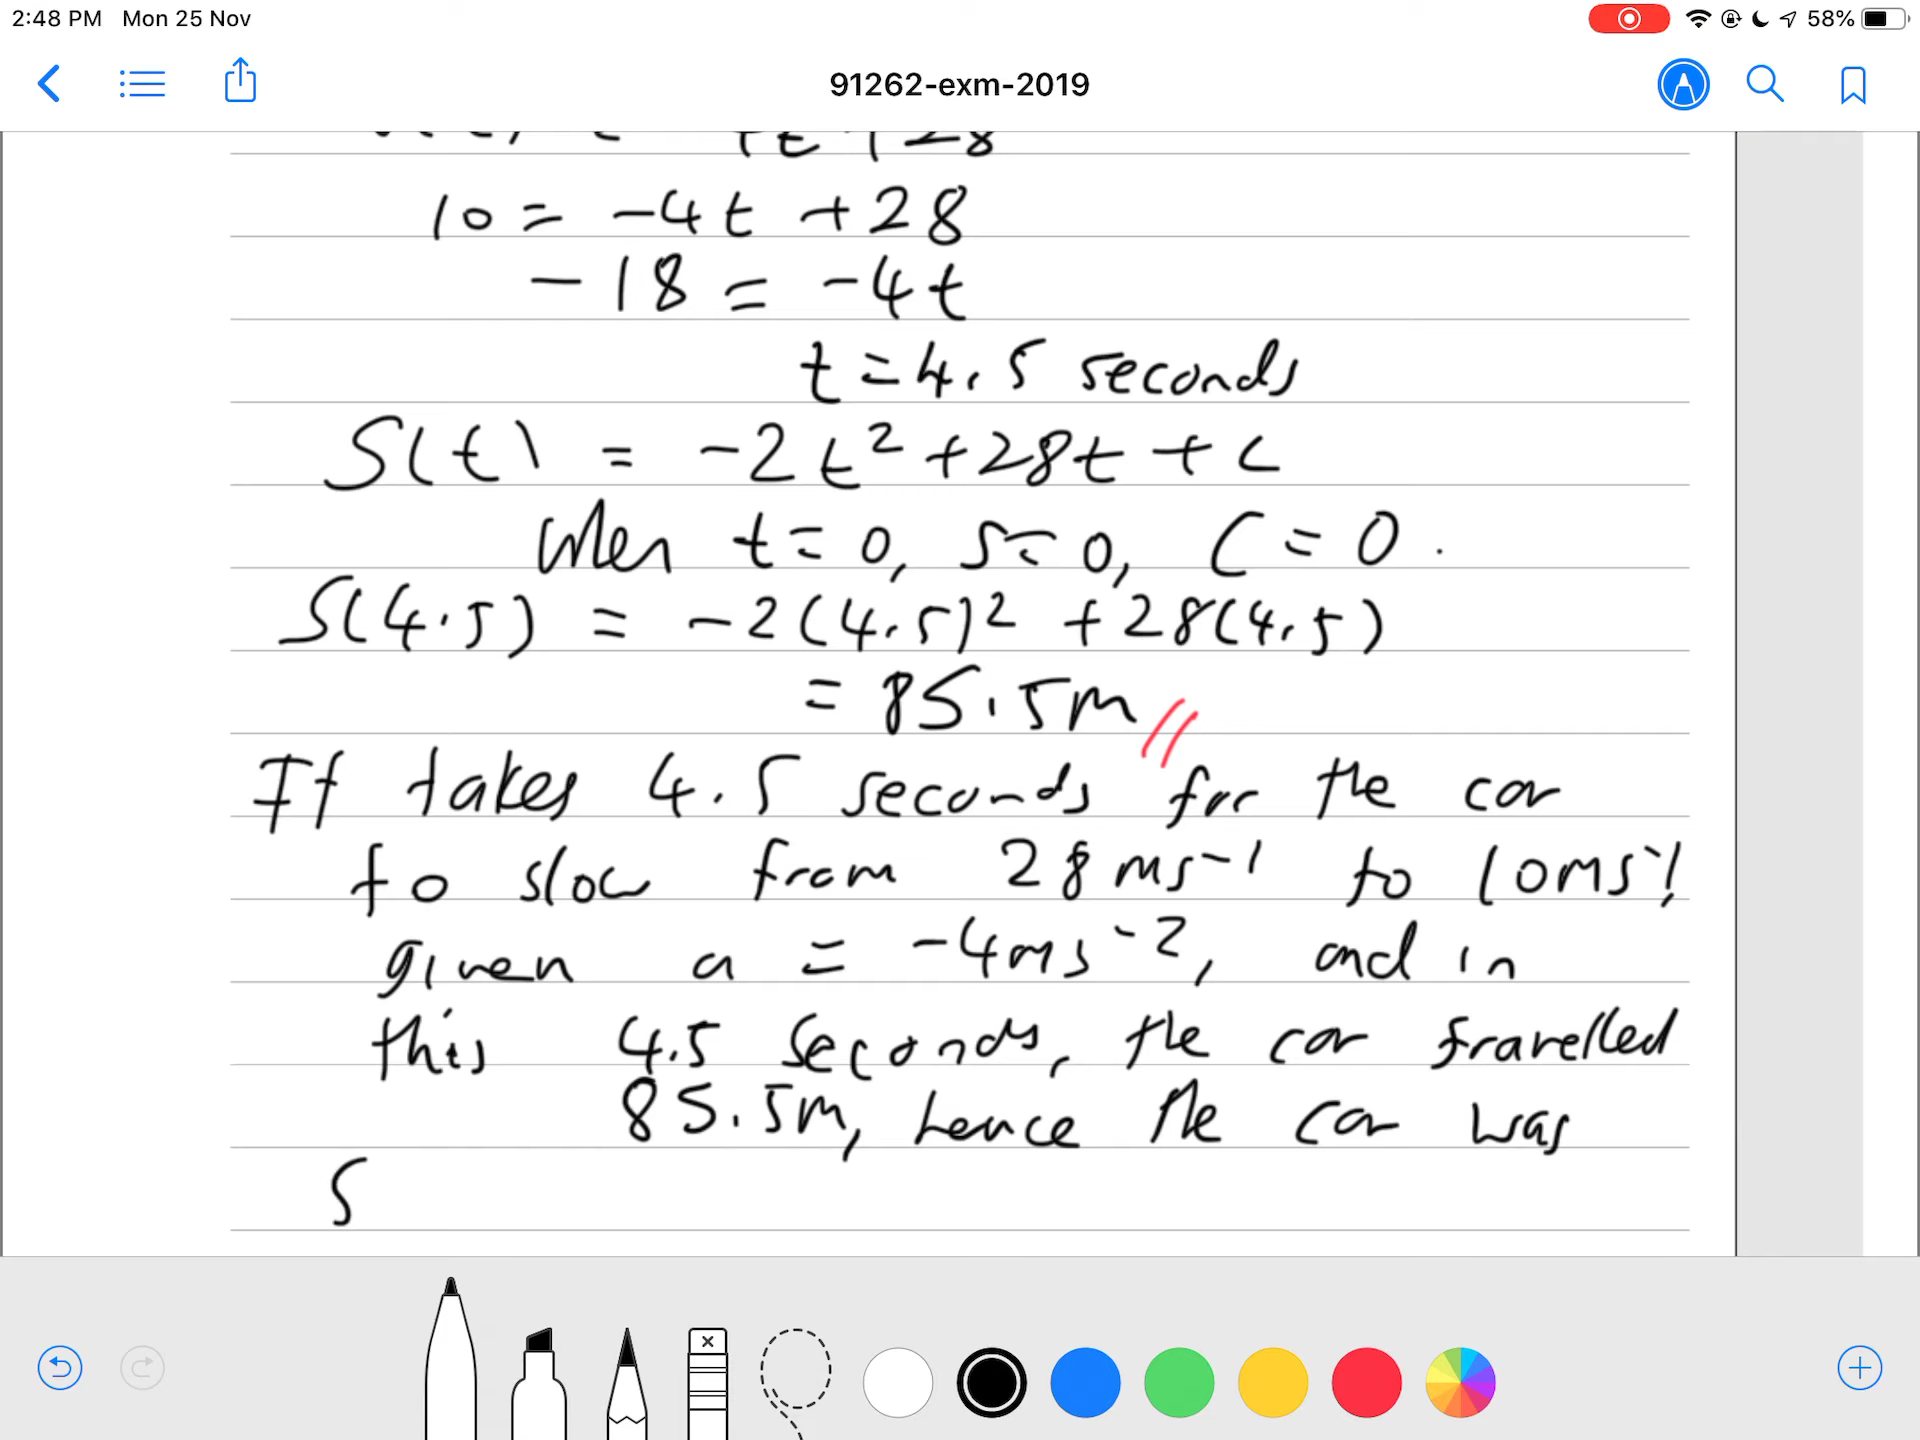 2:48 PM Mon 25 Nov 58%
91262-exm-2019
10 = -4t +28
-18 = -4t
t=4.5 seconds
S(t) = -2t² +28t + c
When t=0, s=0, C=0.
S(4.5) = -2(4.5)² +28(4.5)
= 85.5m
It takes 4.5 seconds for the car
to slow from 28ms⁻¹ to 10ms⁻¹,
given a = -4ms⁻², and in
this 4.5 seconds, the car travelled
85.5m, hence the car was
S